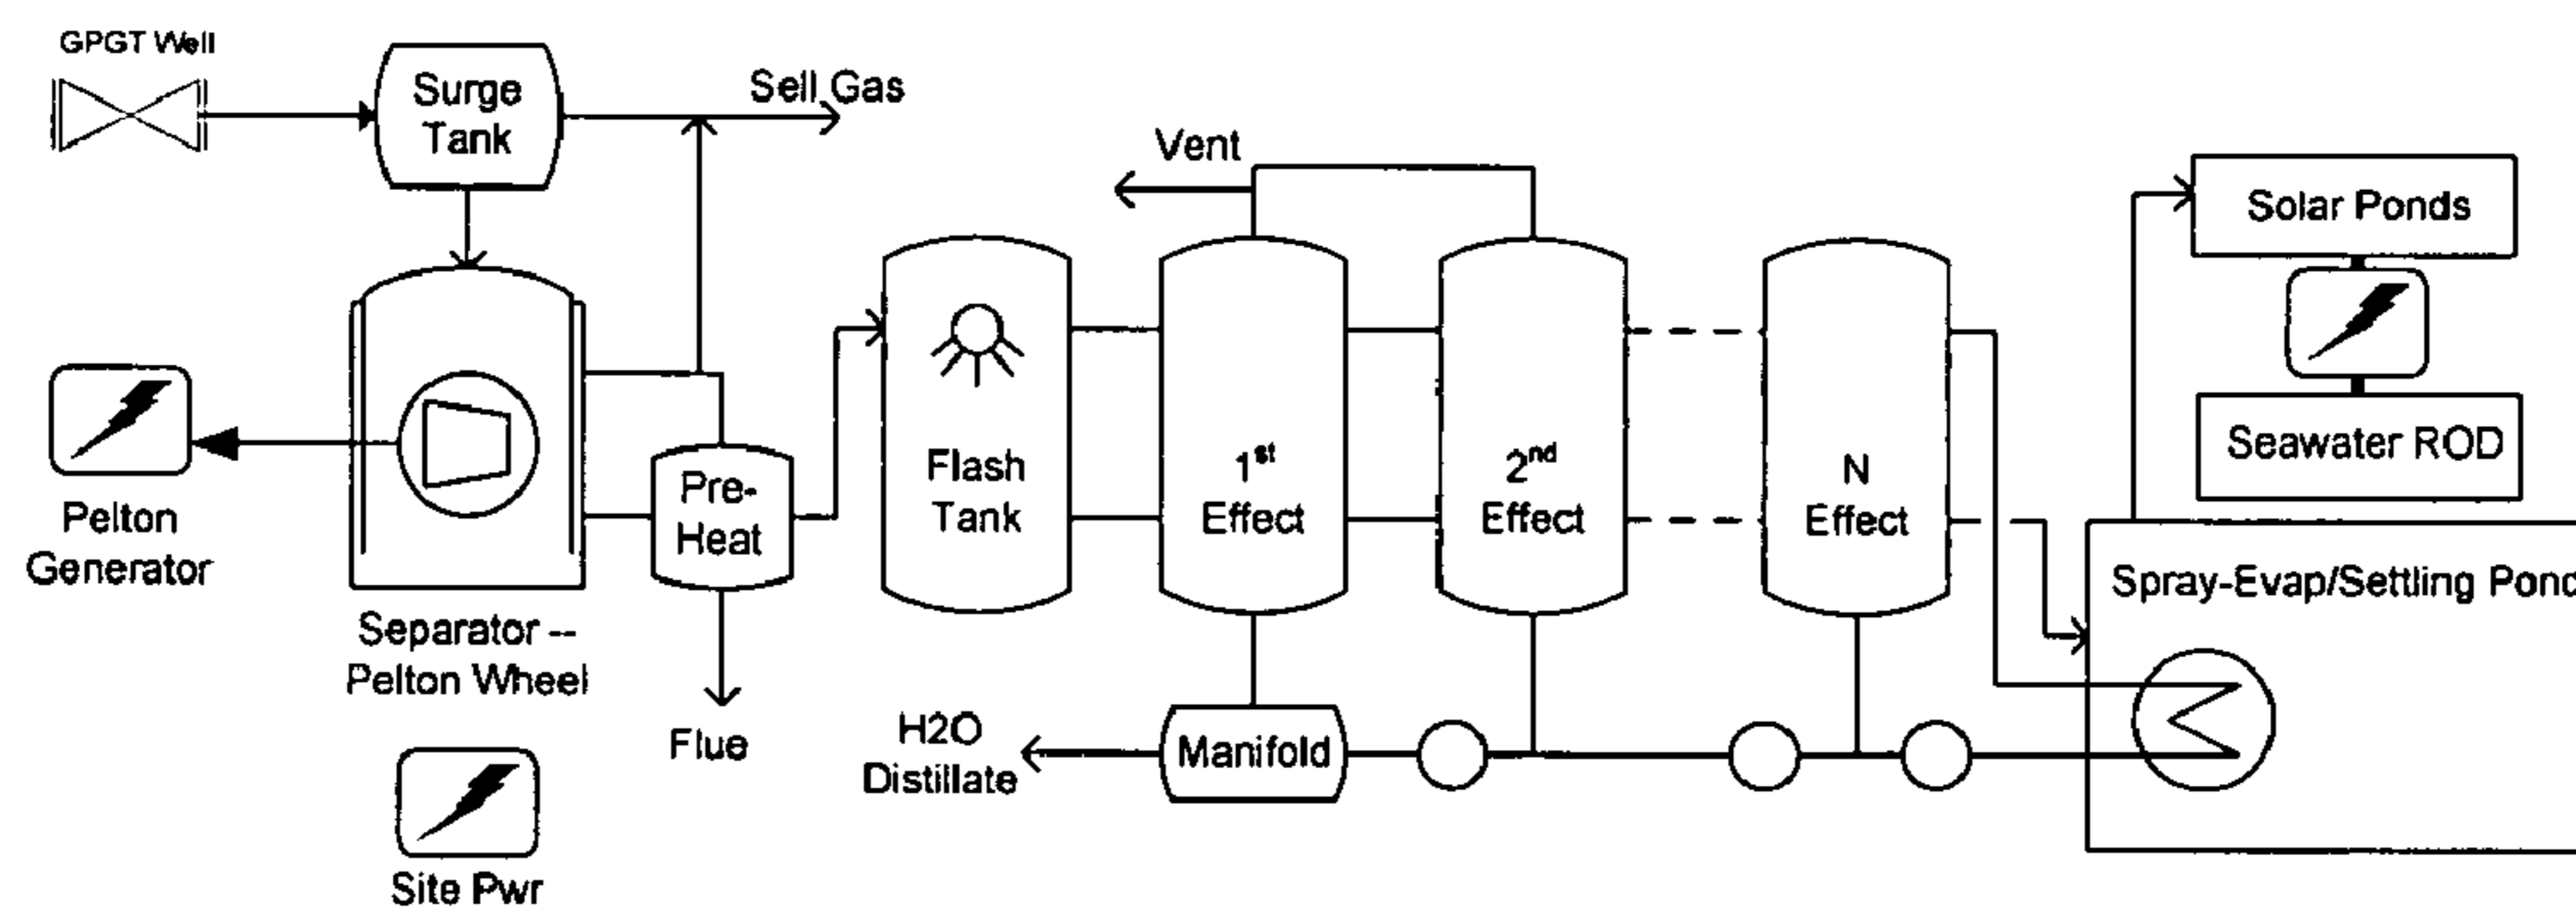 GPGT Well
Surge
Tank
Sell Gas
Vent
Solar Ponds
Seawater ROD
Pelton
Generator
Separator --
Pelton Wheel
Pre-
Heat
Flue
Flash
Tank
1st
Effect
2nd
Effect
N
Effect
Spray-Evap/Settling Pond
H2O
Distillate
Manifold
Site Pwr